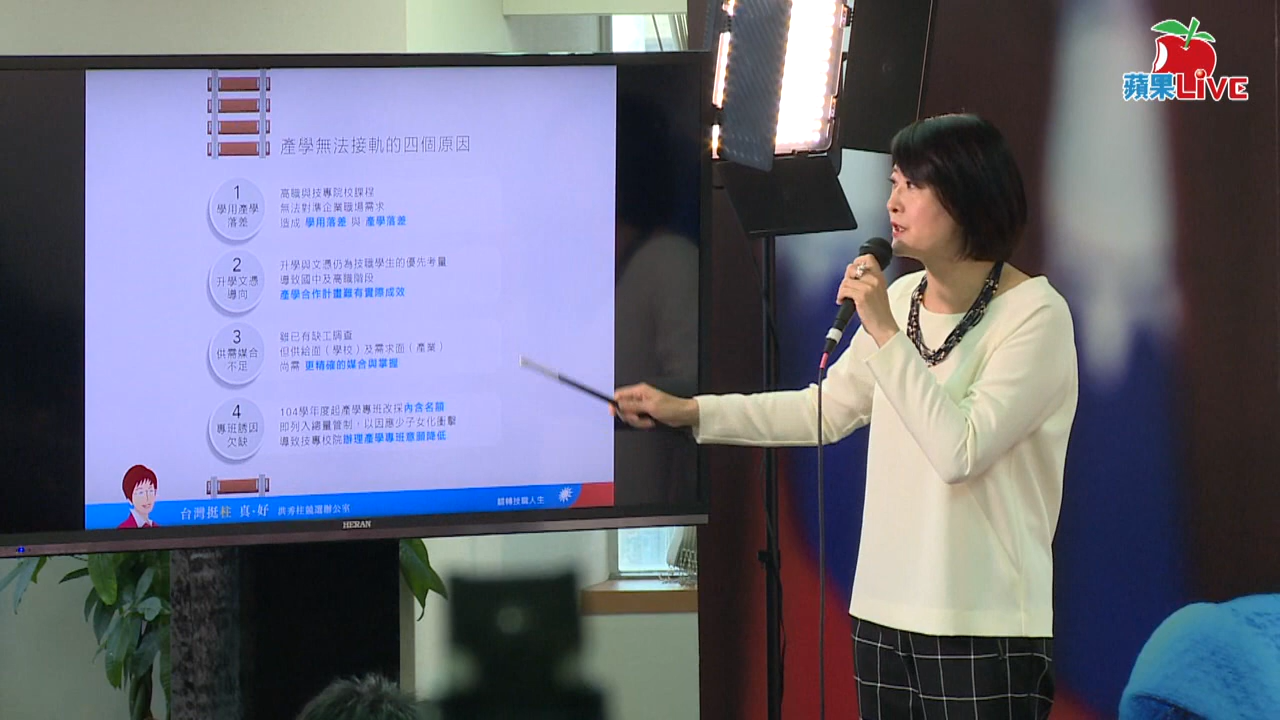 蘋果LIVE
產學無法接軌的四個原因
1
學用產學
落差
高職與技專院校課程
無法對準企業職場需求
造成 學用落差 與 產學落差
2
升學文憑
導向
升學與文憑仍為技職學生的優先考量
導致國中及高職階段
產學合作計畫難有實際成效
3
供需媒合
不足
雖已有缺工調查
但供給面（學校）及需求面（產業）
尚需 更精確的媒合與掌握
4
專班誘因
欠缺
104學年度起產學專班改採內含名額
即列入總量管制，以因應少子女化衝擊
導致技專校院辦理產學專班意願降低
台灣挺柱 真·好 洪秀柱競選辦公室
翻轉技職人生
HERAN